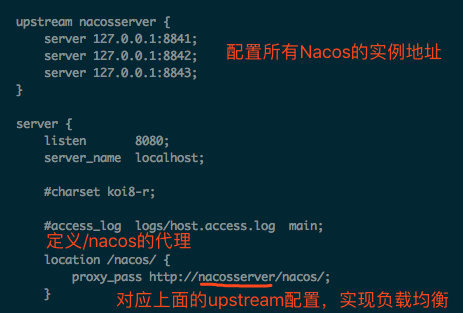 upstream nacosserver {
server 127.0.0.1:8841;
配置所有Nacos的实例地址
server 127.0.0.1:8842;
server 127.0.0.1:8843;
}
server {
listen 8080;
server_name localhost;
#charset koi8-r;
#access_log logs/host.access.log main;
定义/nacos的代理
location /nacos/ {
proxy_pass http://nacosserver/nacos/;
}
对应上面的upstream配置，实现负载均衡